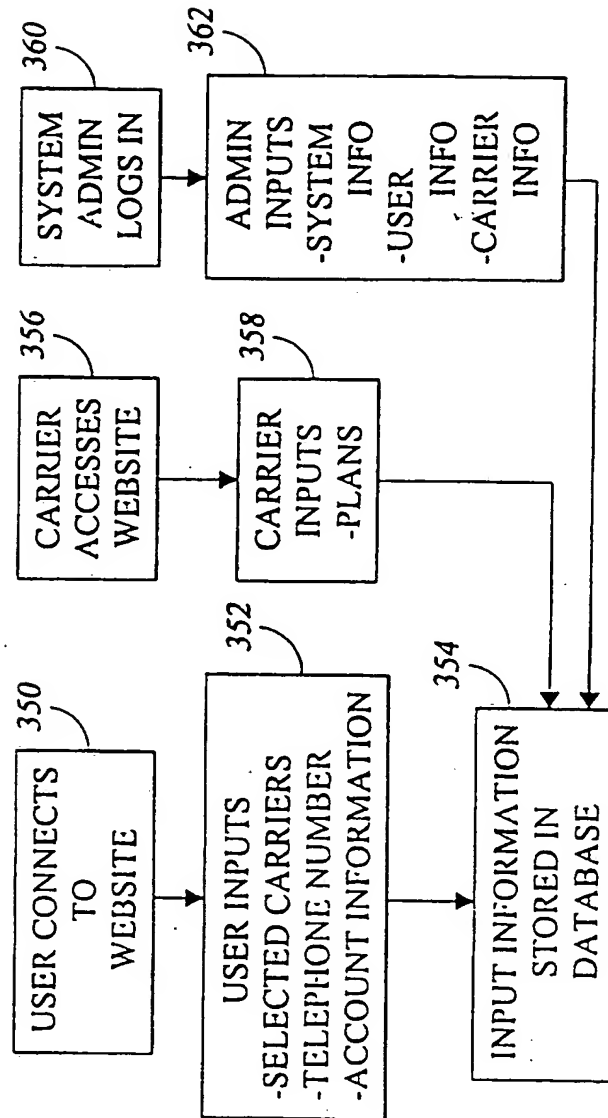 350
USER CONNECTS
TO
WEBSITE
352
USER INPUTS
-SELECTED CARRIERS
-TELEPHONE NUMBER
-ACCOUNT INFORMATION
354
INPUT INFORMATION
STORED IN
DATABASE
356
CARRIER
ACCESSES
WEBSITE
358
CARRIER
INPUTS
-PLANS
360
SYSTEM
ADMIN
LOGS IN
362
ADMIN
INPUTS
-SYSTEM
INFO
-USER
INFO
-CARRIER
INFO